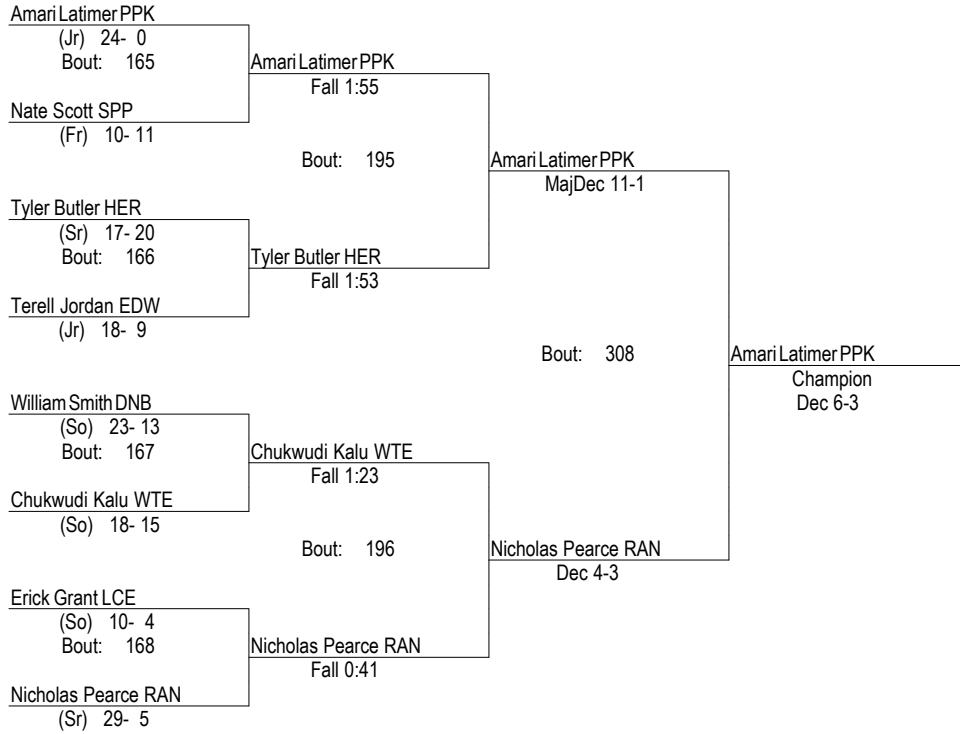 Amari Latimer PPK
(Jr) 24- 0
Bout: 165
Amari Latimer PPK
Fall 1:55
Nate Scott SPP
(Fr) 10- 11
Bout: 195
Amari Latimer PPK
MajDec 11-1
Tyler Butler HER
(Sr) 17- 20
Bout: 166
Tyler Butler HER
Fall 1:53
Terell Jordan EDW
(Jr) 18- 9
Bout: 308
Amari Latimer PPK
Champion
Dec 6-3
William Smith DNB
(So) 23- 13
Bout: 167
Chukwudi Kalu WTE
Fall 1:23
Chukwudi Kalu WTE
(So) 18- 15
Bout: 196
Nicholas Pearce RAN
Dec 4-3
Erick Grant LCE
(So) 10- 4
Bout: 168
Nicholas Pearce RAN
Fall 0:41
Nicholas Pearce RAN
(Sr) 29- 5